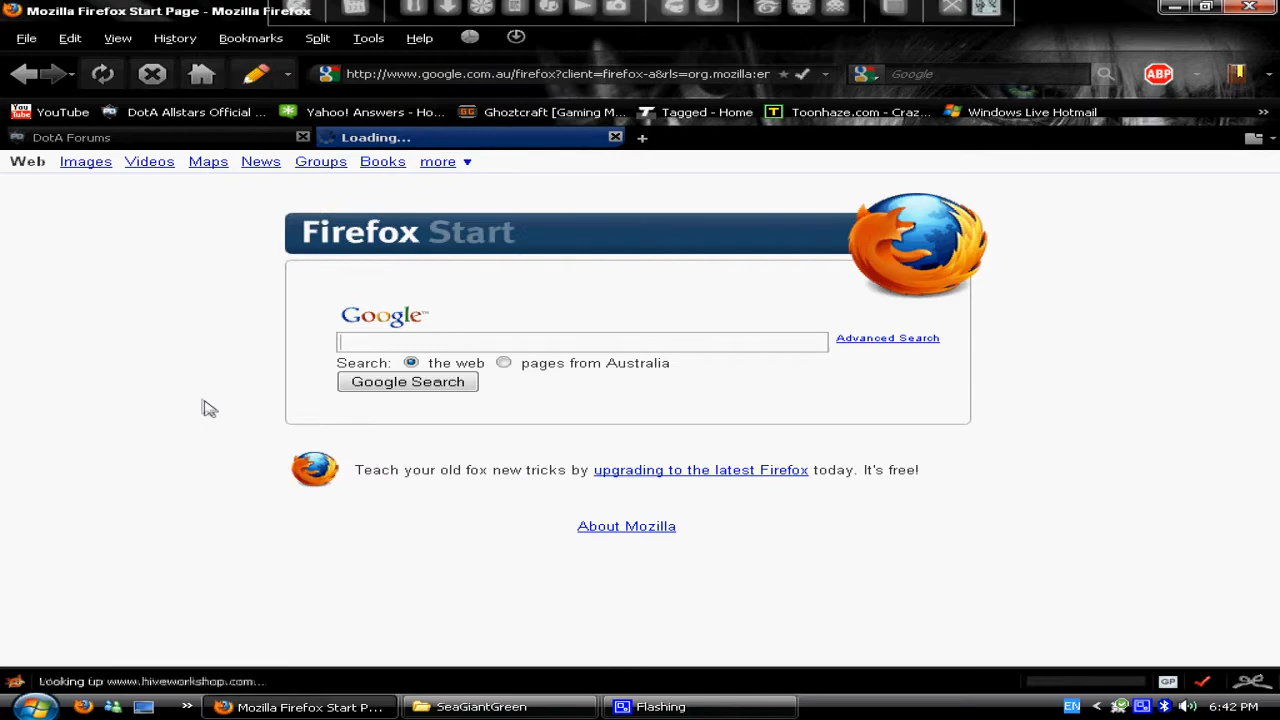 Mozilla Firefox Start Page - Mozilla Firefox
File Edit View History Bookmarks Split Tools Help
http://www.google.com.au/firefox?client=firefox-a&rls=org.mozilla:er Google ABP
You Tube YouTube DotA Allstars Official ... Yahoo! Answers - Ho... GG Ghoztcraft [Gaming M... T Tagged - Home T Toonhaze.com - Craz... Windows Live Hotmail »
DotA Forums Loading...
Web Images Videos Maps News Groups Books more ▼
Firefox Start
Google™
Advanced Search
Search: the web pages from Australia
Google Search
Teach your old fox new tricks by upgrading to the latest Firefox today. It's free!
About Mozilla
Looking up www.hiveworkshop.com... GP
» Mozilla Firefox Start P... SeaGiantGreen Flashing EN < 6:42 PM